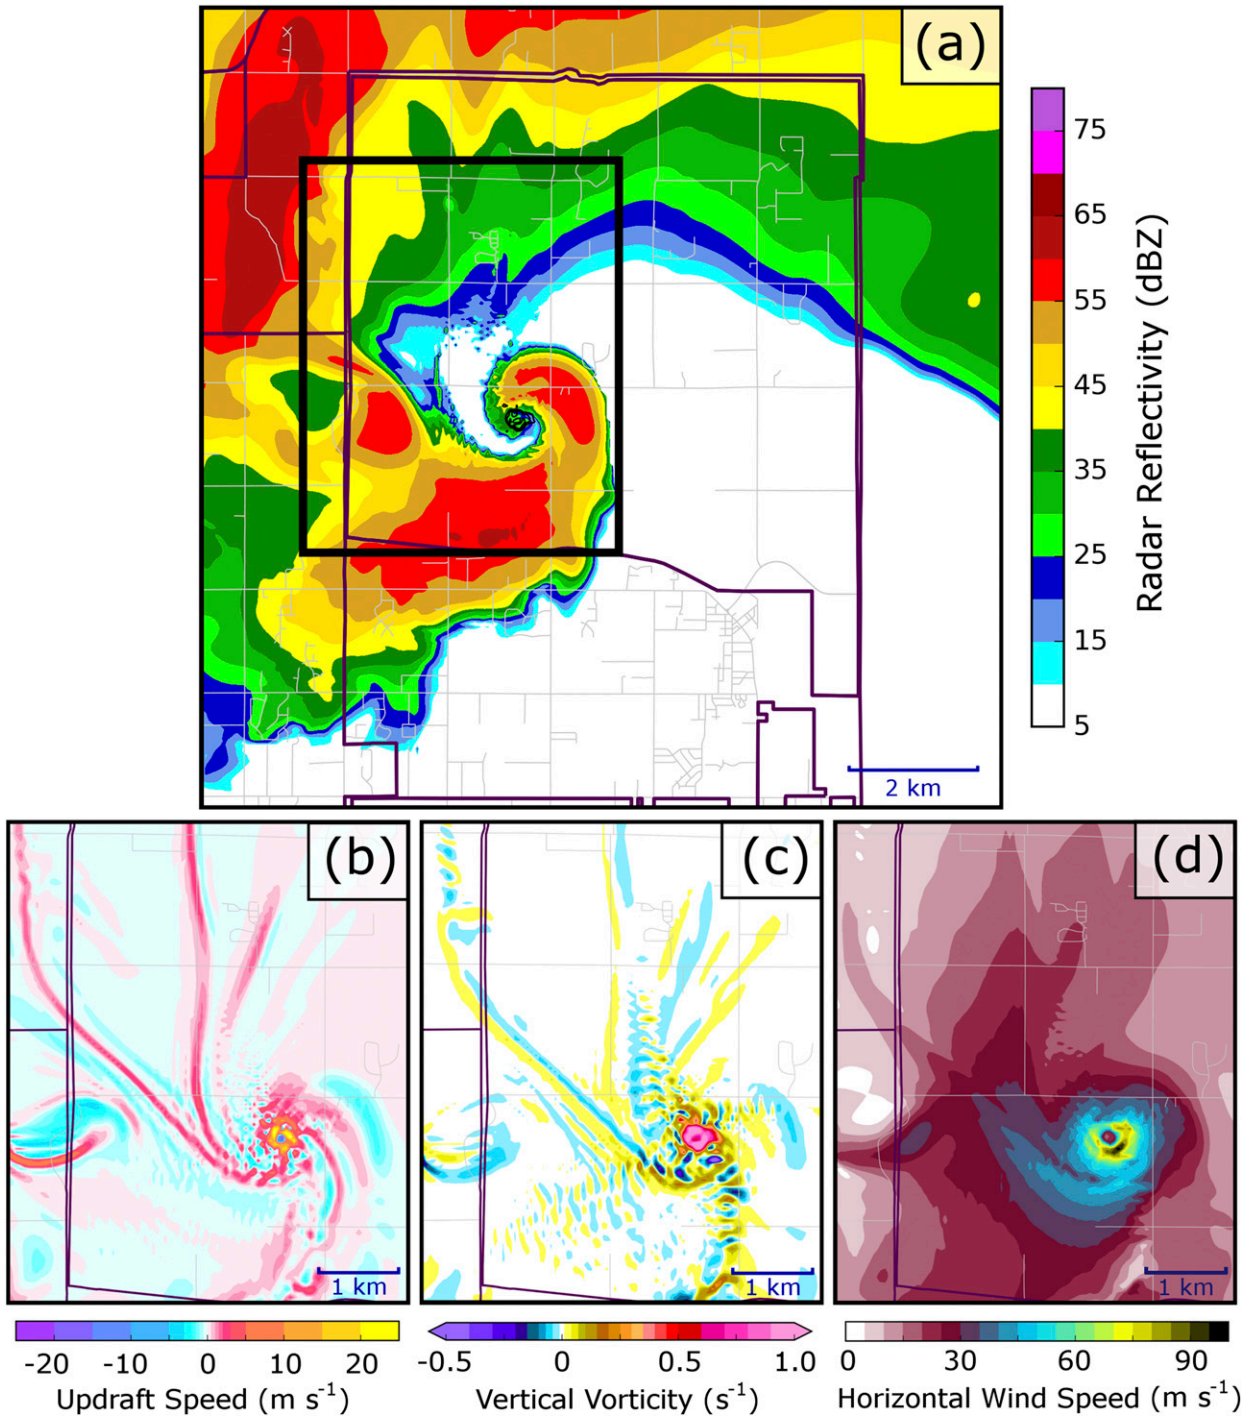 (a)
75
65
55
45
35
25
15
5
Radar Reflectivity (dBZ)
2 km
(b)
(c)
(d)
1 km
1 km
1 km
-20 -10 0 10 20
Updraft Speed (m s⁻¹)
-0.5 0 0.5 1.0
Vertical Vorticity (s⁻¹)
0 30 60 90
Horizontal Wind Speed (m s⁻¹)